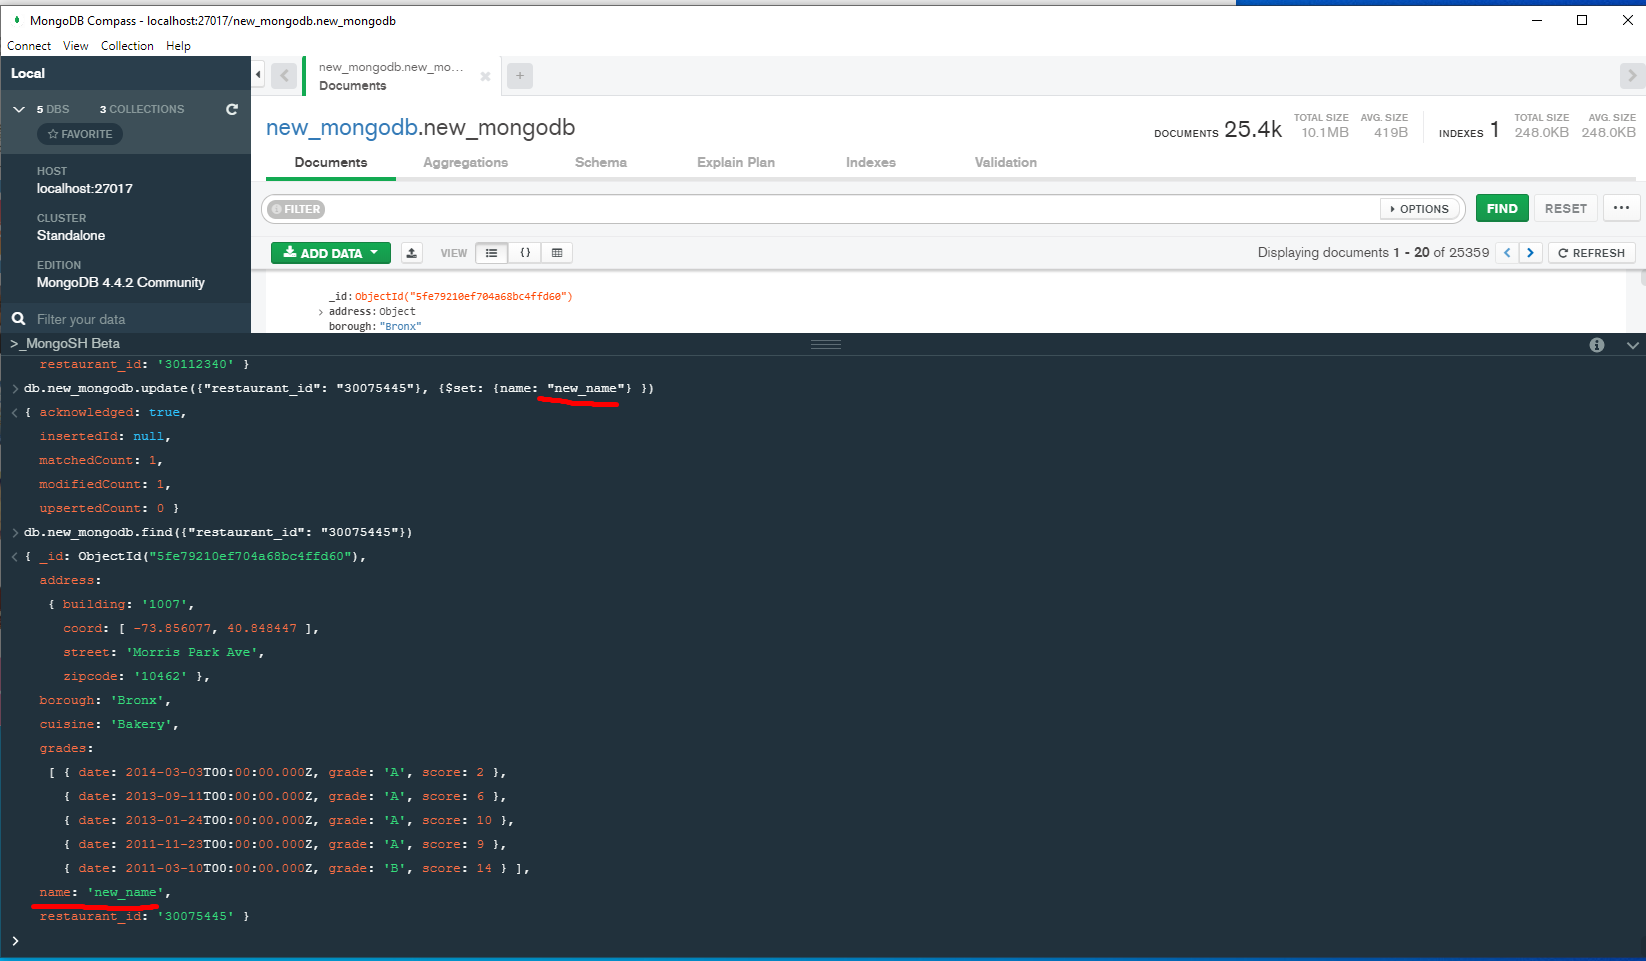 MongoDB Compass - localhost:27017/new_mongodb.new_mongodb
Connect View Collection Help
Local
5 DBS 3 COLLECTIONS
FAVORITE
HOST
localhost:27017
CLUSTER
Standalone
EDITION
MongoDB 4.4.2 Community
Filter your data
new_mongodb.new_mo...
Documents
new_mongodb.new_mongodb
DOCUMENTS 25.4k TOTAL SIZE 10.1MB AVG. SIZE 419B INDEXES 1 TOTAL SIZE 248.0KB AVG. SIZE 248.0KB
Documents Aggregations Schema Explain Plan Indexes Validation
FILTER OPTIONS FIND RESET ...
ADD DATA VIEW {} Displaying documents 1 - 20 of 25359 < > REFRESH
_id: ObjectId("5fe79210ef704a68bc4ffd60")
> address: Object
borough: "Bronx"
>_MongoSH Beta
restaurant_id: '30112340' }
> db.new_mongodb.update({"restaurant_id": "30075445"}, {$set: {name: "new_name"} })
< { acknowledged: true,
insertedId: null,
matchedCount: 1,
modifiedCount: 1,
upsertedCount: 0 }
> db.new_mongodb.find({"restaurant_id": "30075445"})
< { _id: ObjectId("5fe79210ef704a68bc4ffd60"),
address:
{ building: '1007',
coord: [ -73.856077, 40.848447 ],
street: 'Morris Park Ave',
zipcode: '10462' },
borough: 'Bronx',
cuisine: 'Bakery',
grades:
[ { date: 2014-03-03T00:00:00.000Z, grade: 'A', score: 2 },
{ date: 2013-09-11T00:00:00.000Z, grade: 'A', score: 6 },
{ date: 2013-01-24T00:00:00.000Z, grade: 'A', score: 10 },
{ date: 2011-11-23T00:00:00.000Z, grade: 'A', score: 9 },
{ date: 2011-03-10T00:00:00.000Z, grade: 'B', score: 14 } ],
name: 'new_name',
restaurant_id: '30075445' }
>